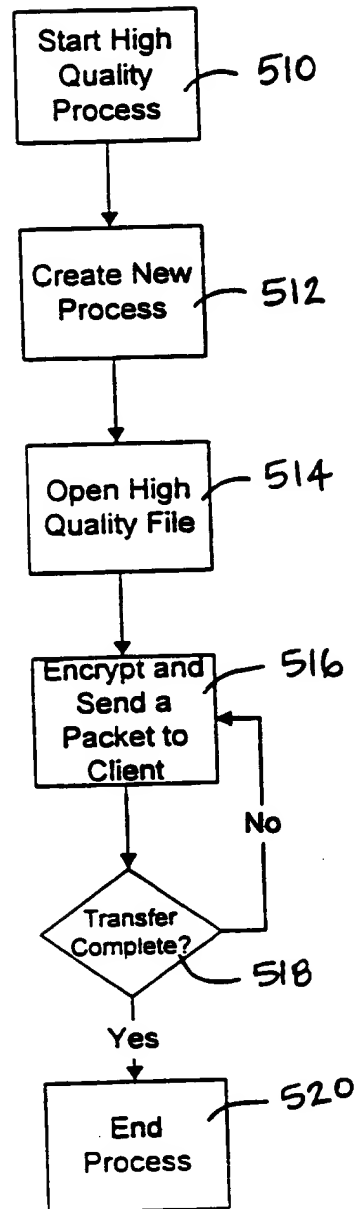 Start High
Quality
Process
510
Create New
Process
512
Open High
Quality File
514
Encrypt and
Send a
Packet to
Client
516
No
Transfer
Complete?
518
Yes
End
Process
520